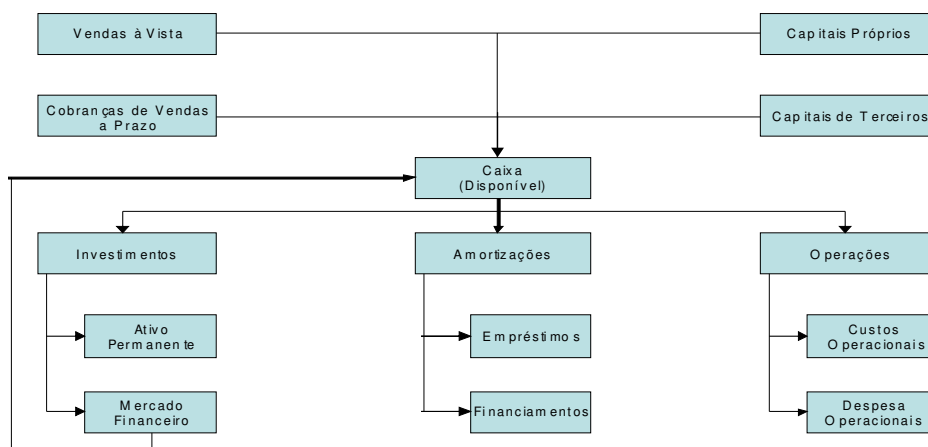 Vendas à Vista
Capitais Próprios
Cobranças de Vendas
a Prazo
Capitais de Terceiros
Caixa
(Disponível)
Investimentos
Amortizações
Operações
Ativo
Permanente
Empréstimos
Custos
Operacionais
Mercado
Financeiro
Financiamentos
Despesa
Operacionais